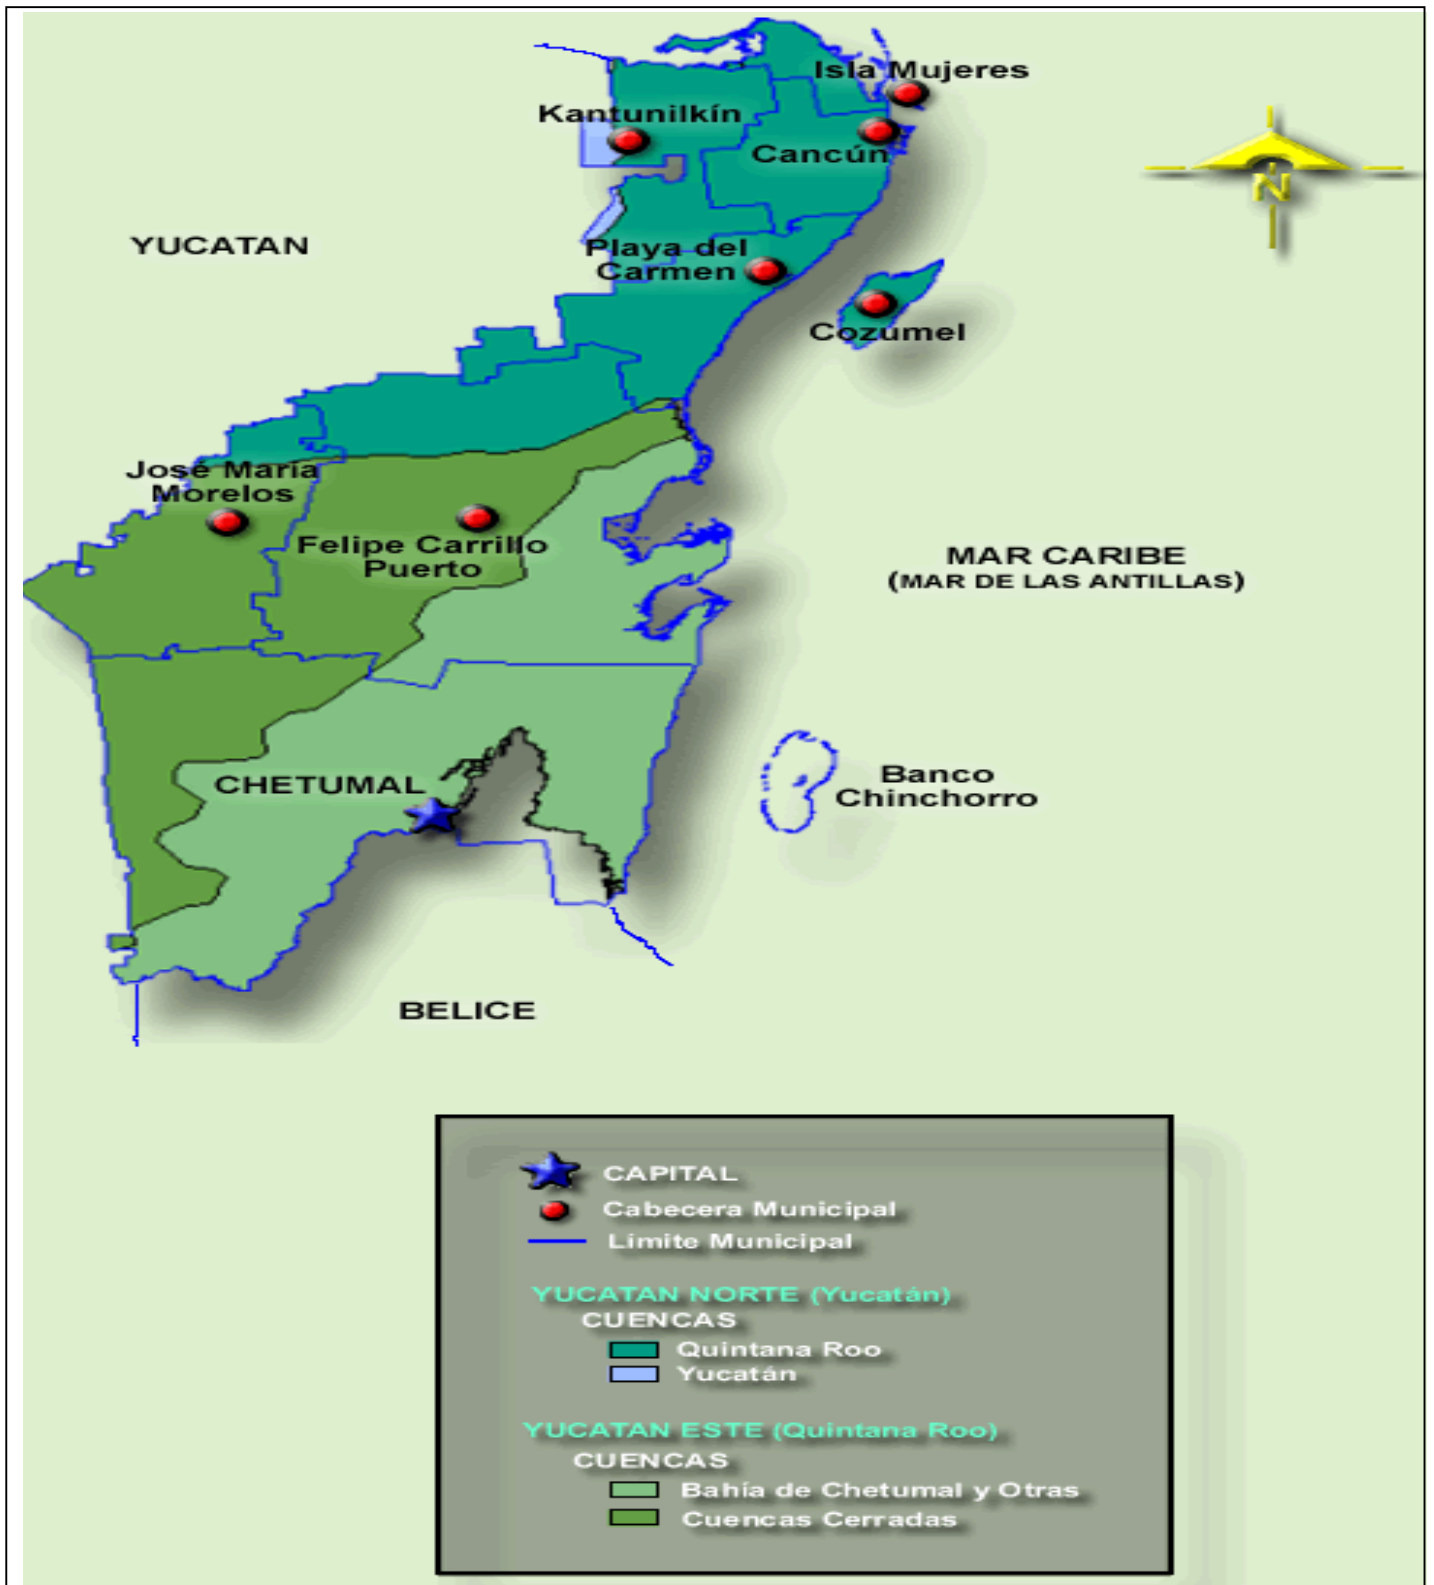 Isla Mujeres
Kantunilkín
Cancún
N
YUCATAN
Playa del
Carmen
Cozumel
José María
Morelos
Felipe Carrillo
Puerto
MAR CARIBE
(MAR DE LAS ANTILLAS)
CHETUMAL
Banco
Chinchorro
BELICE
CAPITAL
Cabecera Municipal
Límite Municipal
YUCATAN NORTE (Yucatán)
CUENCAS
Quintana Roo
Yucatán
YUCATAN ESTE (Quintana Roo)
CUENCAS
Bahía de Chetumal y Otras
Cuencas Cerradas